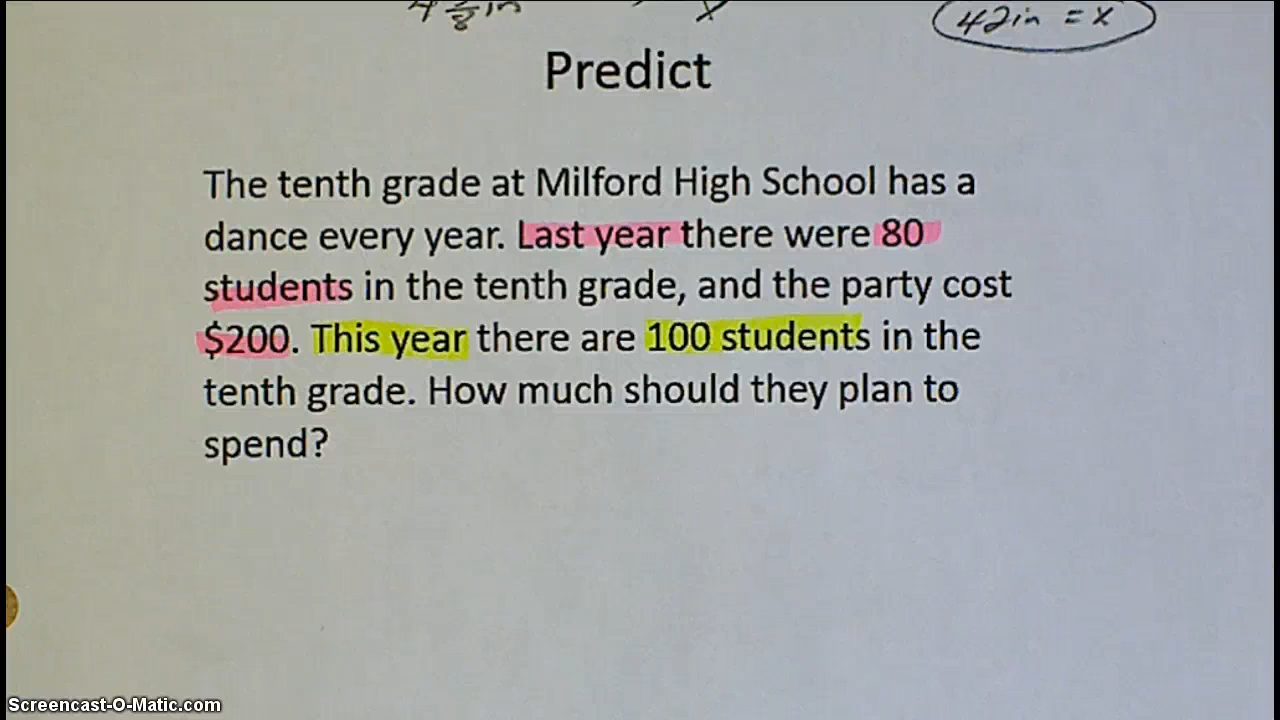 42in = x
Predict
The tenth grade at Milford High School has a
dance every year. Last year there were 80
students in the tenth grade, and the party cost
$200. This year there are 100 students in the
tenth grade. How much should they plan to
spend?
Screencast-O-Matic.com